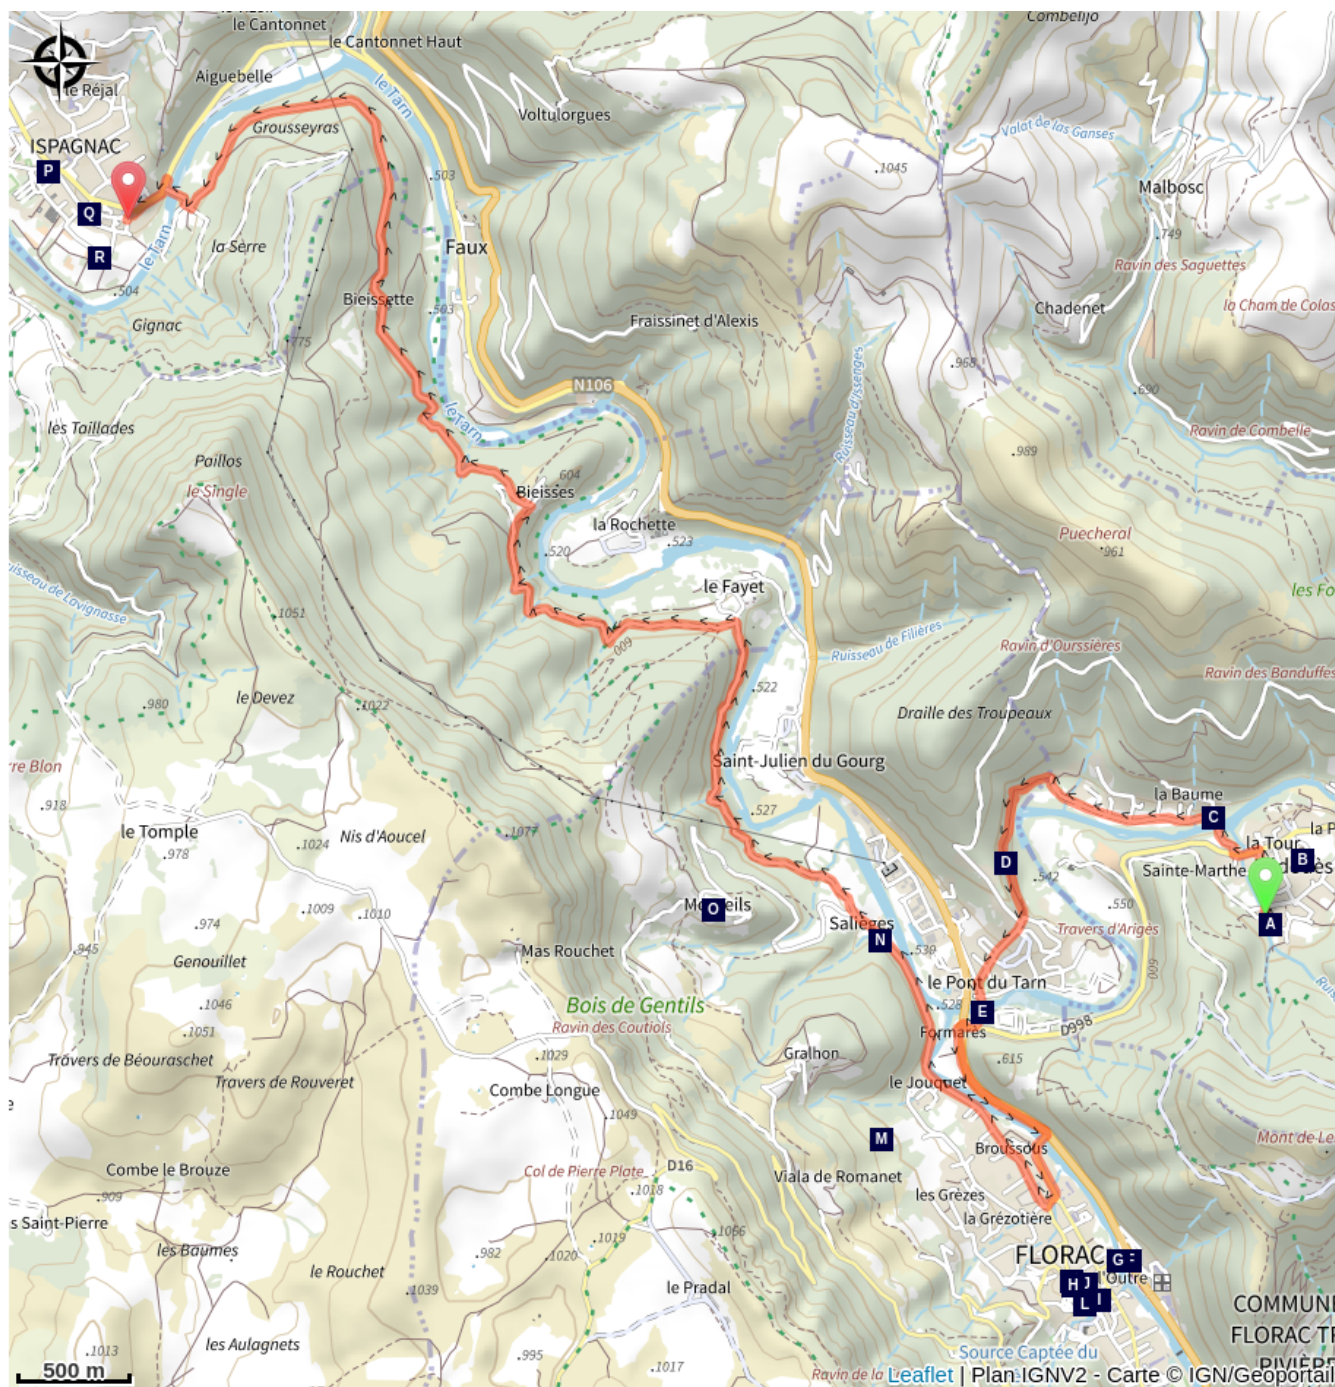 le Cantonnet
Combelijo
le Cantonnet Haut
Aiguebelle
le Réjal
le Tarn
Voltulorgues
Grousseyras
Valat de las Ganses
ISPAGNAC
P
.503
.1045
Malbosc
Q
la Serre
Faux
.749
R
le Tarn
Ravin des Saguettes
.504
Bieissette
.503
Chadenet
la Cham de Colas
Gignac
Fraissinet d'Alexis
.775
Ruisseau d'Issenges
.968
N106
.690
les Taillades
le Tarn
Ravin de Combelle
Paillos
.989
le Single
.604
Bieisses
la Rochette
Puecheral
.520
.523
.961
le Fayet
les Fo
.1051
Ruisseau de Filières
Ravin d'Ourssières
600
Ravin des Banduffes
le Devez
.522
.980
.1022
Draille des Troupeaux
rre Blon
Saint-Julien du Gourg
la Baume
.918
.527
C
le Tomple
Nis d'Aoucel
.1077
la Tour
.978
.1024
D
Sainte-Marthe
B
.542
.1009
.1010
O
.550
.974
Salièges
Travers d'Arigès
A
.945
N
Genouillet
Mas Rouchet
.539
600
le Pont du Tarn
.1046
Bois de Gentils
.528
E
.1051
Ravin des Coutiols
Formarès
D998
Travers de Béouraschet
.1029
Gralhon
.615
Travers de Rouveret
Combe Longue
le Jouquet
.1049
M
Mont de Le
Combe le Brouze
Col de Pierre Plate
D16
Broussous
Viala de Romanet
.909
.1018
les Grèzes
s Saint-Pierre
la Grézotière
.1066
les Baumes
.982
.1020
.1019
FLORAC
G
le Rouchet
H
J
l'Outre
.1039
le Pradal
L
I
COMMUNE
FLORAC TR
les Aulagnets
.1013
.995
Source Captée du
500 m
.1017
Ravin de la
Leaflet | Plan IGNV2 - Carte © IGN/Geoportail